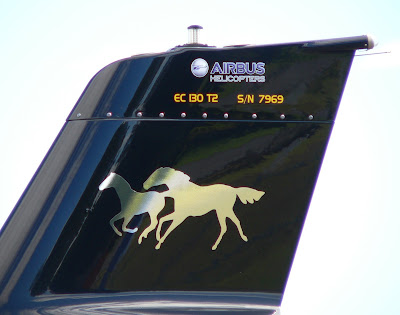 AIRBUS
HELICOPTERS
EC 130 T2 S/N 7969